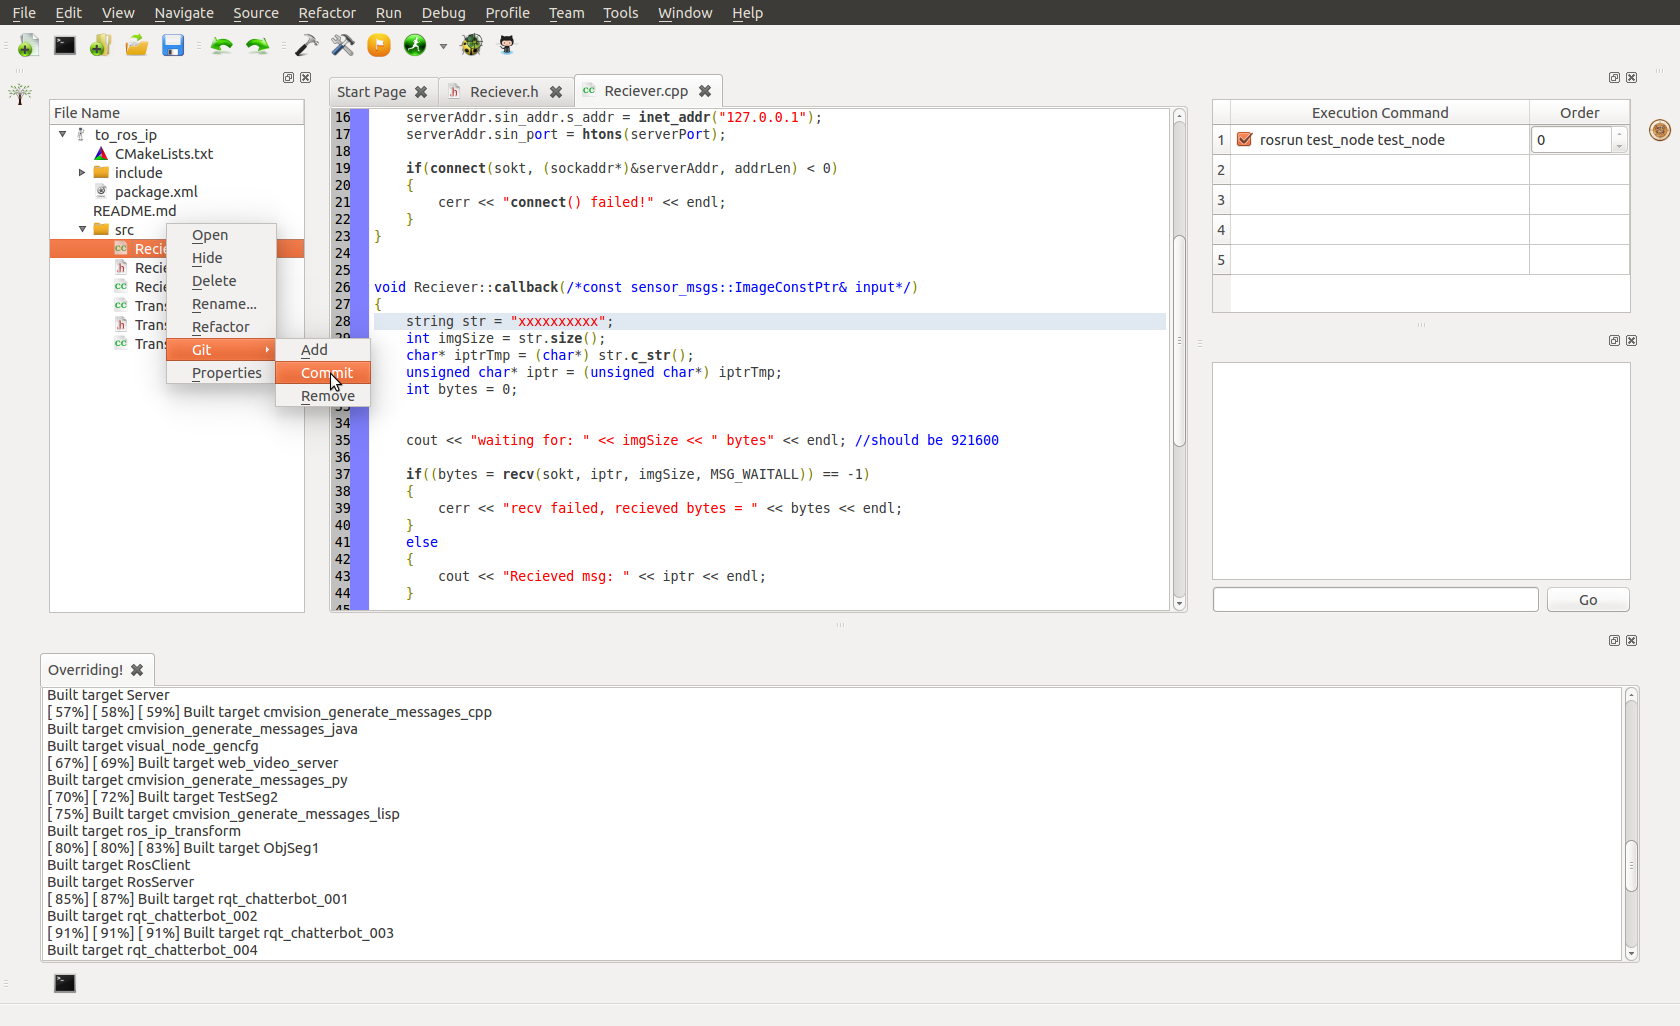 File Edit View Navigate Source Refactor Run Debug Profile Team Tools Window Help
Start Page Reciever.h Reciever.cpp
File Name
to_ros_ip
CMakeLists.txt
include
package.xml
README.md
src
Recie
Recie
Recie
Tran
Tran
Tran
Open
Hide
Delete
Rename...
Refactor
Git
Properties
Add
Commit
Remove
16 serverAddr.sin_addr.s_addr = inet_addr("127.0.0.1");
17 serverAddr.sin_port = htons(serverPort);
18
19 if(connect(sokt, (sockaddr*)&serverAddr, addrLen) < 0)
20 {
21 cerr << "connect() failed!" << endl;
22 }
23 }
24
25
26 void Reciever::callback(/*const sensor_msgs::ImageConstPtr& input*/)
27 {
28 string str = "xxxxxxxxxx";
29 int imgSize = str.size();
char* iptrTmp = (char*) str.c_str();
unsigned char* iptr = (unsigned char*) iptrTmp;
int bytes = 0;
33
34
35 cout << "waiting for: " << imgSize << " bytes" << endl; //should be 921600
36
37 if((bytes = recv(sokt, iptr, imgSize, MSG_WAITALL)) == -1)
38 {
39 cerr << "recv failed, recieved bytes = " << bytes << endl;
40 }
41 else
42 {
43 cout << "Recieved msg: " << iptr << endl;
44 }
45
Execution Command Order
1 rosrun test_node test_node 0
2
3
4
5
Go
Overriding!
Built target Server
[ 57%] [ 58%] [ 59%] Built target cmvision_generate_messages_cpp
Built target cmvision_generate_messages_java
Built target visual_node_gencfg
[ 67%] [ 69%] Built target web_video_server
Built target cmvision_generate_messages_py
[ 70%] [ 72%] Built target TestSeg2
[ 75%] Built target cmvision_generate_messages_lisp
Built target ros_ip_transform
[ 80%] [ 80%] [ 83%] Built target ObjSeg1
Built target RosClient
Built target RosServer
[ 85%] [ 87%] Built target rqt_chatterbot_001
Built target rqt_chatterbot_002
[ 91%] [ 91%] [ 91%] Built target rqt_chatterbot_003
Built target rqt_chatterbot_004